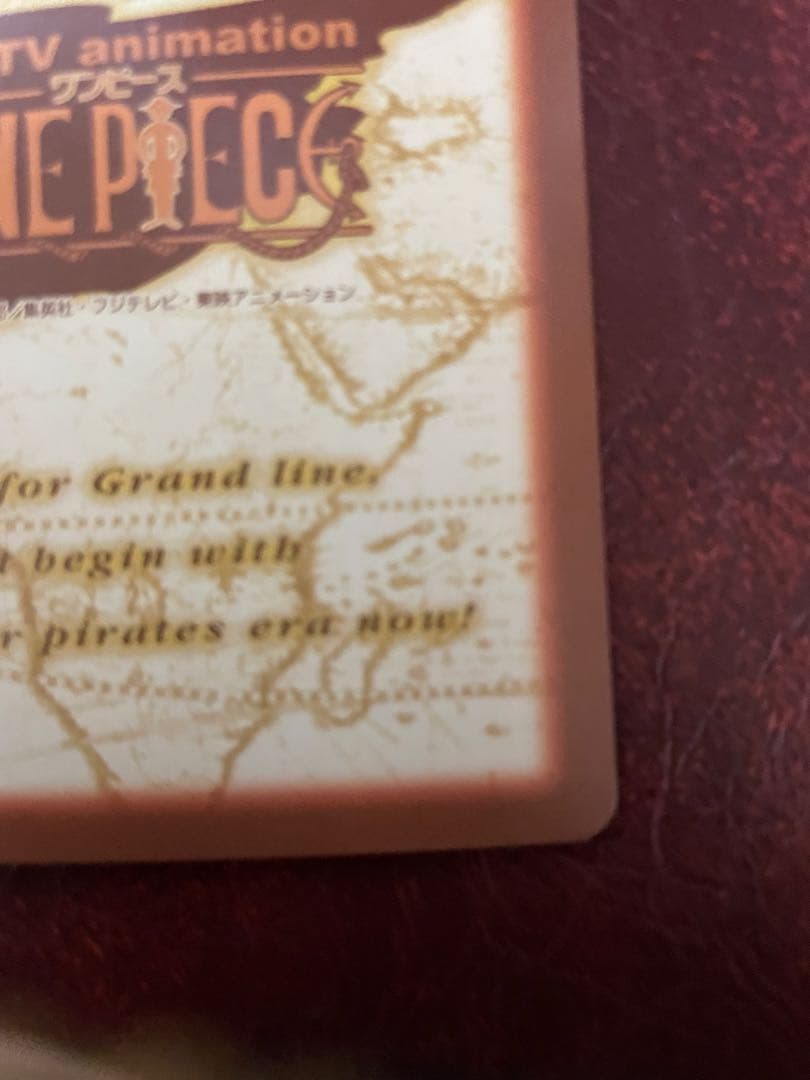 TV animation
ワンピース
NE PIECE
／集英社・フジテレビ・東映アニメーション
for Grand line.
t begin with
r pirates era now!